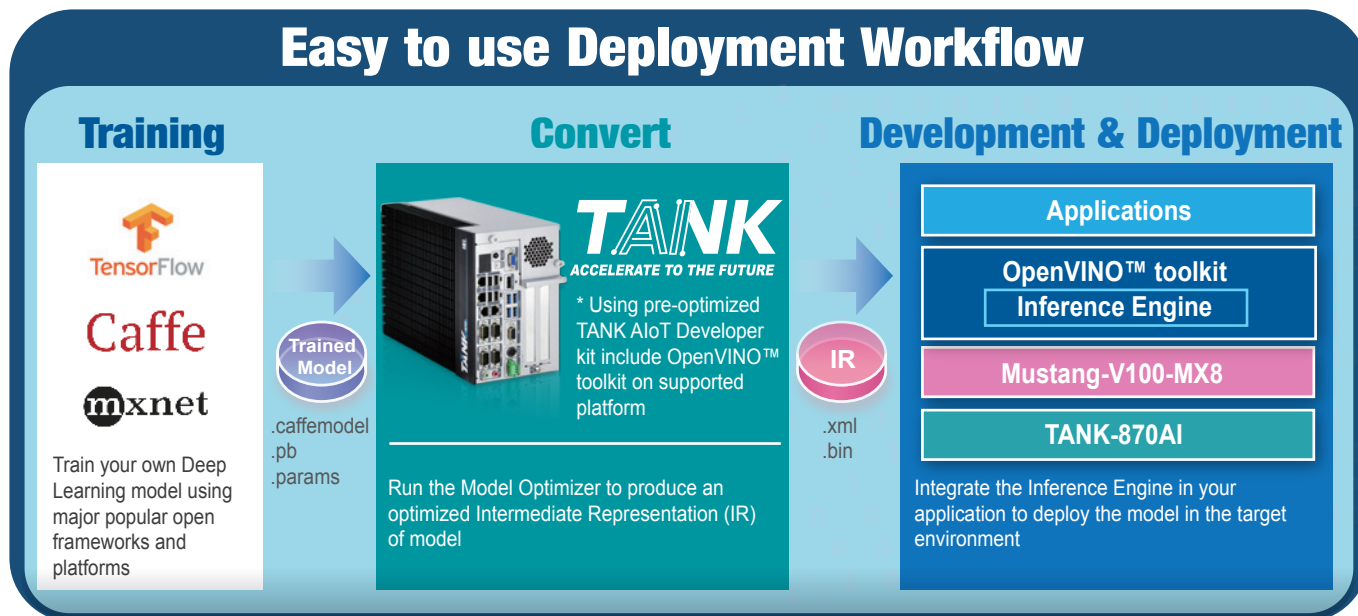 Easy to use Deployment Workflow
Training
TensorFlow
Caffe
mxnet
Train your own Deep
Learning model using
major popular open
frameworks and
platforms
Trained
Model
.caffemodel
.pb
.params
Convert
TANK
ACCELERATE TO THE FUTURE
* Using pre-optimized
TANK AIoT Developer
kit include OpenVINO™
toolkit on supported
platform
Run the Model Optimizer to produce an
optimized Intermediate Representation (IR)
of model
IR
.xml
.bin
Development & Deployment
Applications
OpenVINO™ toolkit
Inference Engine
Mustang-V100-MX8
TANK-870AI
Integrate the Inference Engine in your
application to deploy the model in the target
environment